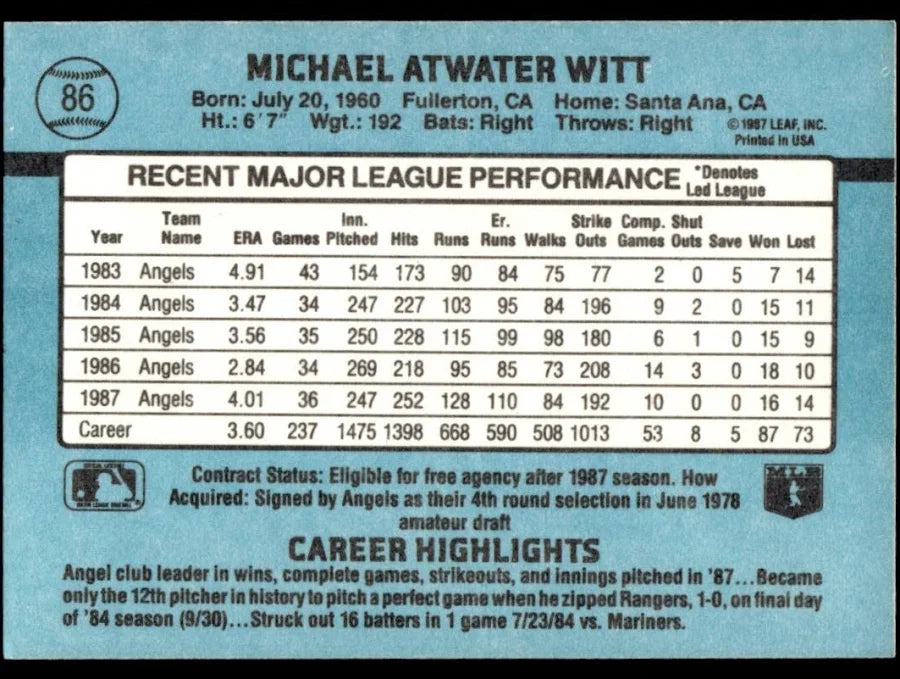 86
MICHAEL ATWATER WITT
Born: July 20, 1960 Fullerton, CA Home: Santa Ana, CA
Ht.: 6'7" Wgt.: 192 Bats: Right Throws: Right
©1987 LEAF, INC.
Printed in USA
RECENT MAJOR LEAGUE PERFORMANCE *Denotes Led League
Year Team Name ERA Games Inn. Pitched Hits Runs Er. Runs Walks Strike Outs Comp. Games Shut Outs Save Won Lost
1983 Angels 4.91 43 154 173 90 84 75 77 2 0 5 7 14
1984 Angels 3.47 34 247 227 103 95 84 196 9 2 0 15 11
1985 Angels 3.56 35 250 228 115 99 98 180 6 1 0 15 9
1986 Angels 2.84 34 269 218 95 85 73 208 14 3 0 18 10
1987 Angels 4.01 36 247 252 128 110 84 192 10 0 0 16 14
Career 3.60 237 1475 1398 668 590 508 1013 53 8 5 87 73
Contract Status: Eligible for free agency after 1987 season. How
Acquired: Signed by Angels as their 4th round selection in June 1978
amateur draft
MLB
CAREER HIGHLIGHTS
Angel club leader in wins, complete games, strikeouts, and innings pitched in '87...Became
only the 12th pitcher in history to pitch a perfect game when he zipped Rangers, 1-0, on final day
of '84 season (9/30)...Struck out 16 batters in 1 game 7/23/84 vs. Mariners.